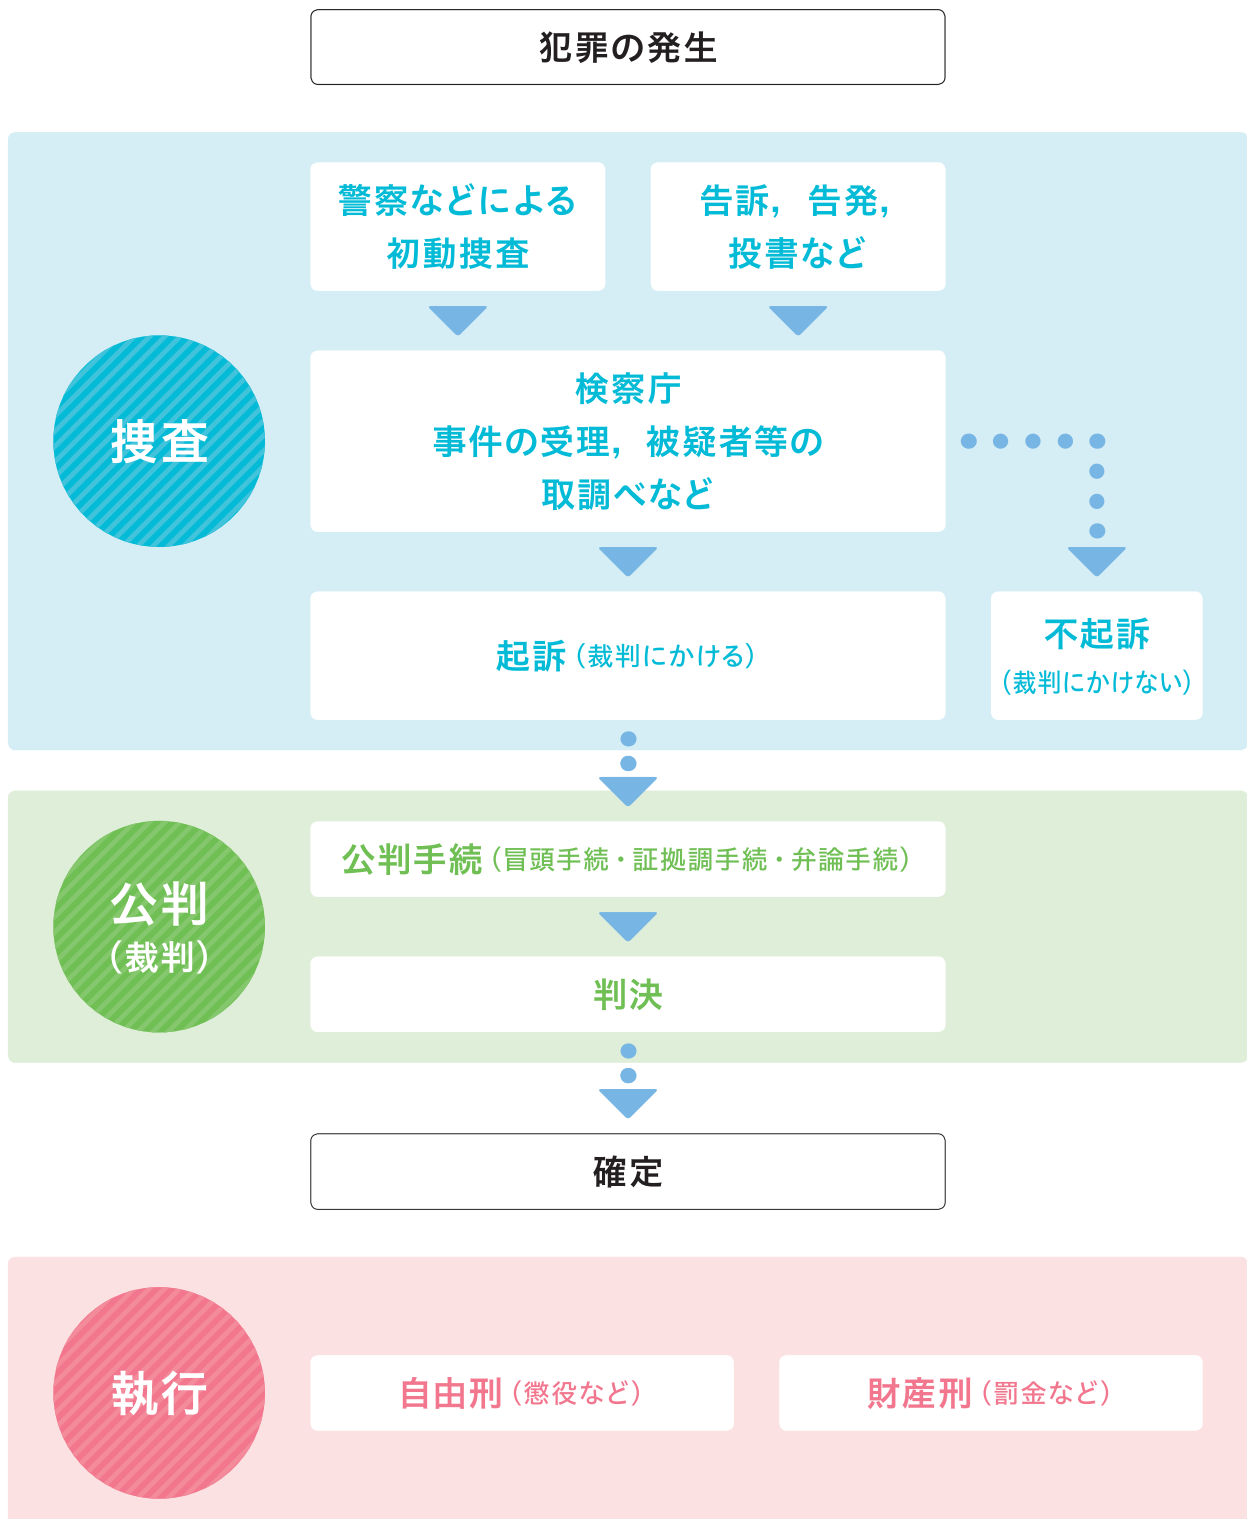 犯罪の発生
警察などによる
初動捜査
告訴，告発，
投書など
捜査
検察庁
事件の受理，被疑者等の
取調べなど
起訴（裁判にかける）
不起訴
（裁判にかけない）
公判
（裁判）
公判手続（冒頭手続・証拠調手続・弁論手続）
判決
確定
執行
自由刑（懲役など）
財産刑（罰金など）